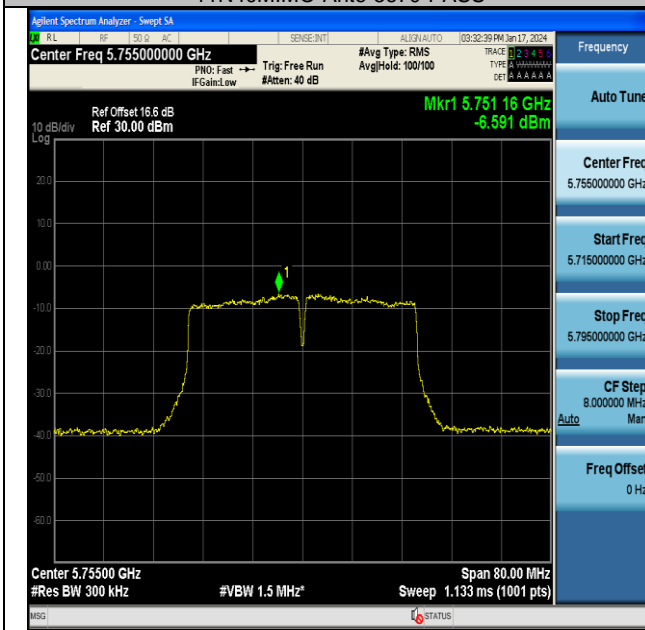 Agilent Spectrum Analyzer - Swept SA
RL RF 50 Ω AC SENSE:INT ALIGN AUTO 03:32:39 PM Jan 17, 2024
Center Freq 5.755000000 GHz
PNO: Fast
IFGain:Low
Trig: Free Run
#Atten: 40 dB
#Avg Type: RMS
Avg|Hold: 100/100
TRACE 1 2 3 4 5 6
TYPE A
DET A A A A A A
Frequency
Auto Tune
Center Freq
5.755000000 GHz
Start Freq
5.715000000 GHz
Stop Freq
5.795000000 GHz
CF Step
8.000000 MHz
Auto Man
Freq Offset
0 Hz
Mkr1 5.751 16 GHz
-6.591 dBm
Ref Offset 16.6 dB
10 dB/div Ref 30.00 dBm
Log
20.0
10.0
0.00
-10.0
-20.0
-30.0
-40.0
-50.0
-60.0
1
Center 5.75500 GHz Span 80.00 MHz
#Res BW 300 kHz #VBW 1.5 MHz* Sweep 1.133 ms (1001 pts)
MSG STATUS